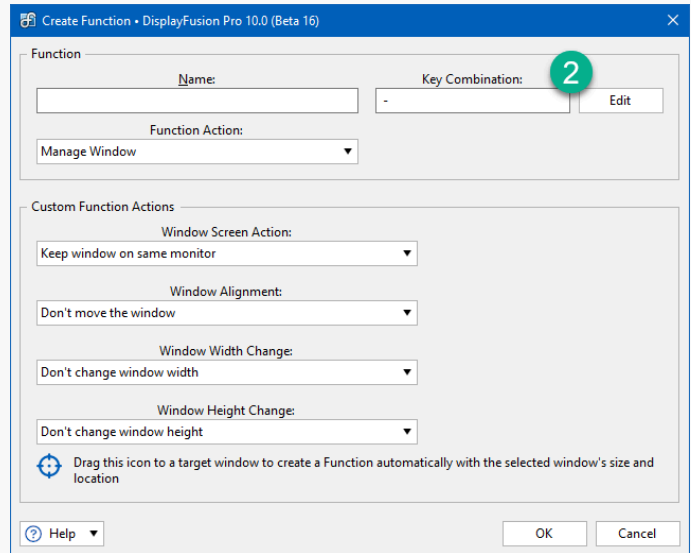 Create Function • DisplayFusion Pro 10.0 (Beta 16)
Function
Name:
Key Combination:
2
-
Edit
Function Action:
Manage Window
Custom Function Actions
Window Screen Action:
Keep window on same monitor
Window Alignment:
Don't move the window
Window Width Change:
Don't change window width
Window Height Change:
Don't change window height
Drag this icon to a target window to create a Function automatically with the selected window's size and
location
? Help
OK
Cancel